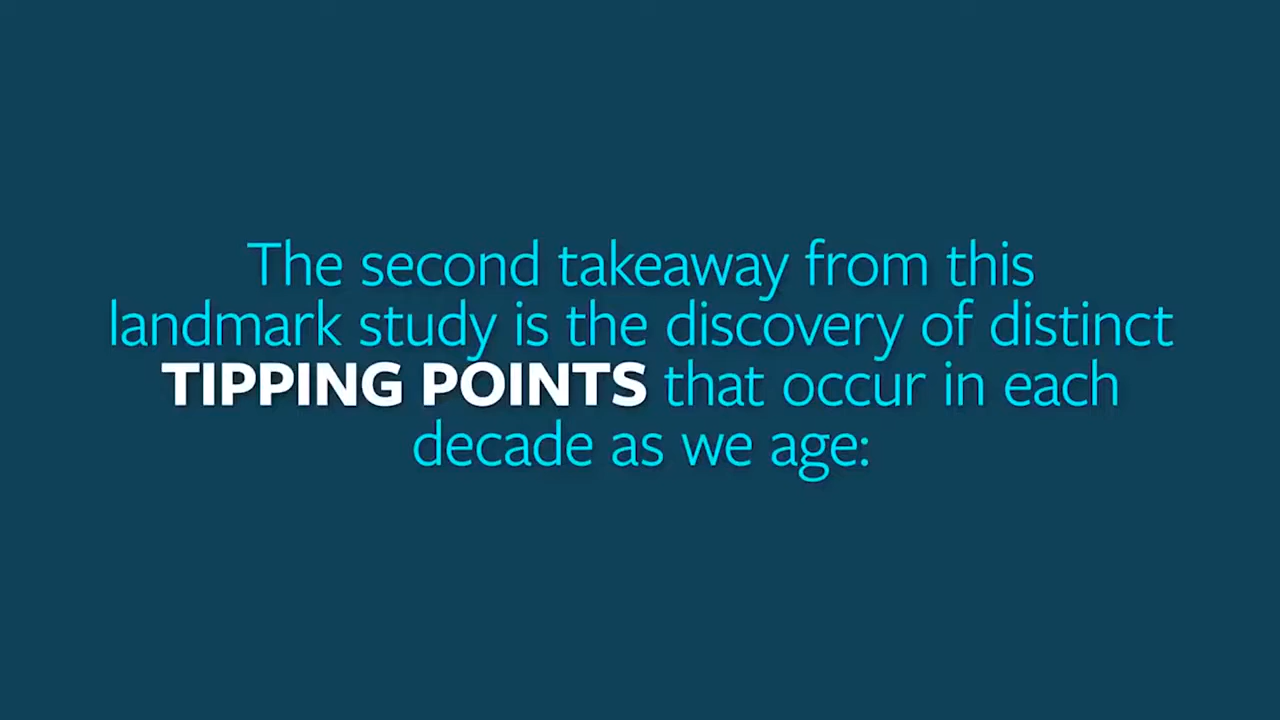 The second takeaway from this
landmark study is the discovery of distinct
TIPPING POINTS that occur in each
decade as we age: